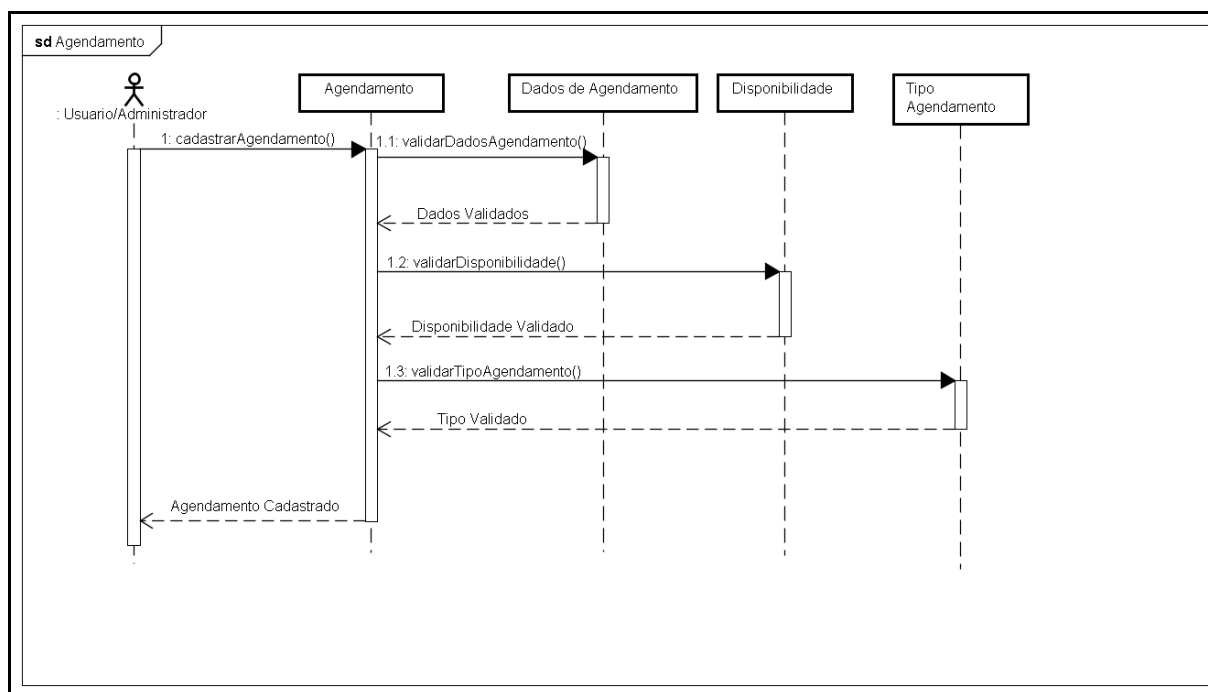 sd Agendamento
: Usuario/Administrador
Agendamento
Dados de Agendamento
Disponibilidade
Tipo
Agendamento
1: cadastrarAgendamento()
1.1: validarDadosAgendamento()
Dados Validados
1.2: validarDisponibilidade()
Disponibilidade Validado
1.3: validarTipoAgendamento()
Tipo Validado
Agendamento Cadastrado